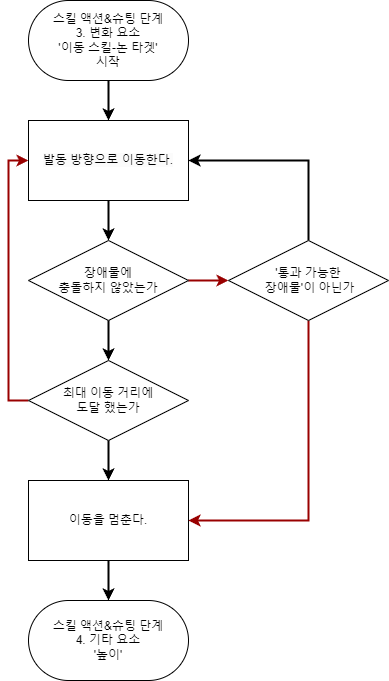 스킬 액션&슈팅 단계
3. 변화 요소
'이동 스킬-논 타겟'
시작
발동 방향으로 이동한다.
장애물에
충돌하지 않았는가
'통과 가능한
장애물'이 아닌가
최대 이동 거리에
도달 했는가
이동을 멈춘다.
스킬 액션&슈팅 단계
4. 기타 요소
'높이'